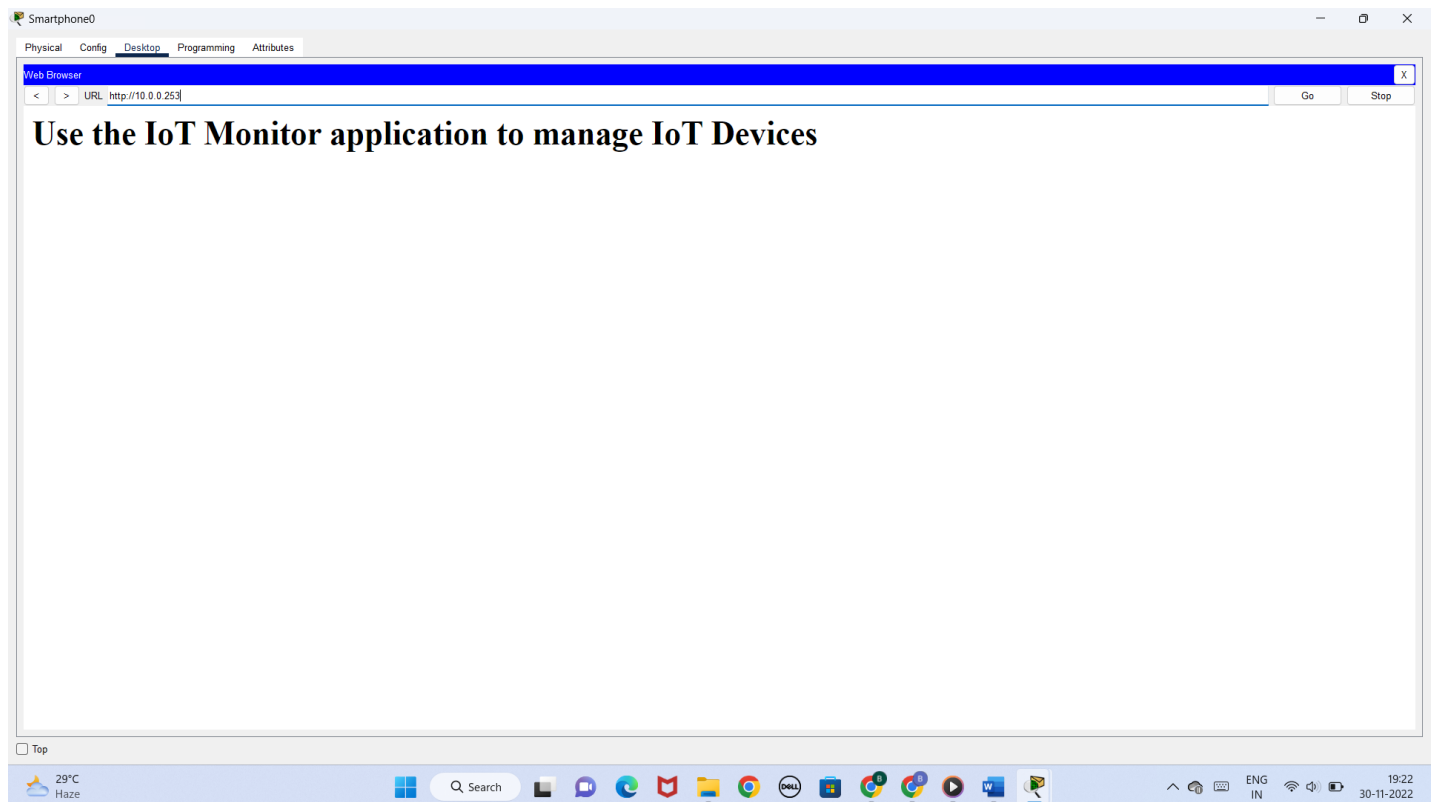 Smartphone0
Physical Config Desktop Programming Attributes
Web Browser
X
< > URL http://10.0.0.253 Go Stop
Use the IoT Monitor application to manage IoT Devices
Top
29°C
Haze
Search
DELL
ENG
IN
19:22
30-11-2022